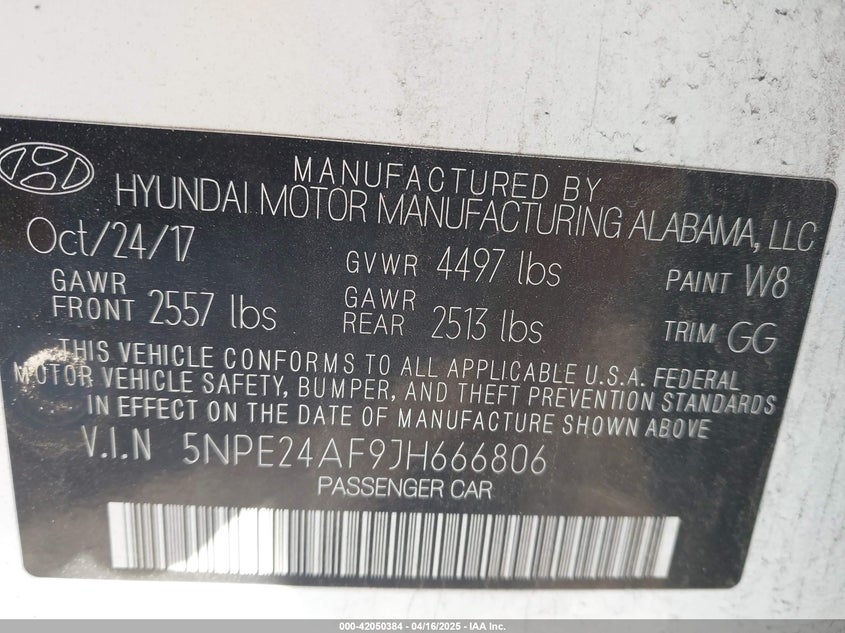 MANUFACTURED BY
HYUNDAI MOTOR MANUFACTURING ALABAMA, LLC
Oct/24/17 GVWR 4497 lbs PAINT W8
GAWR FRONT 2557 lbs GAWR REAR 2513 lbs TRIM GG
THIS VEHICLE CONFORMS TO ALL APPLICABLE U.S.A. FEDERAL
MOTOR VEHICLE SAFETY, BUMPER, AND THEFT PREVENTION STANDARDS
IN EFFECT ON THE DATE OF MANUFACTURE SHOWN ABOVE
V.I.N 5NPE24AF9JH666806
PASSENGER CAR
000-42050384 - 04/16/2025 - IAA Inc.